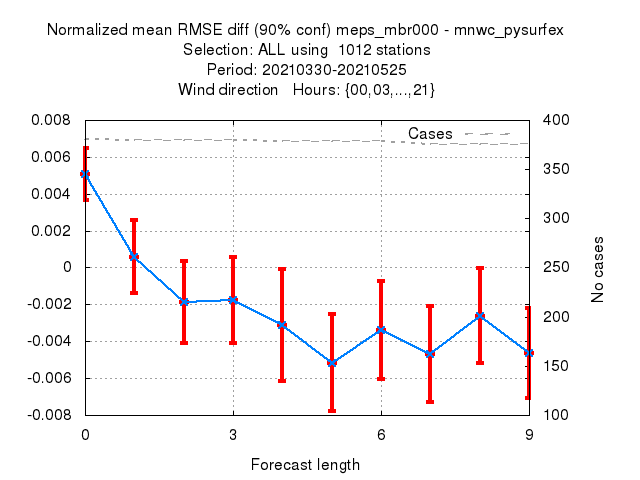 Normalized mean RMSE diff (90% conf) meps_mbr000 - mnwc_pysurfex
Selection: ALL using  1012 stations
Period: 20210330-20210525
Wind direction   Hours: {00,03,...,21}
Cases
0.008
0.006
0.004
0.002
0
-0.002
-0.004
-0.006
-0.008
400
350
300
250
200
150
100
No cases
0 3 6 9
Forecast length